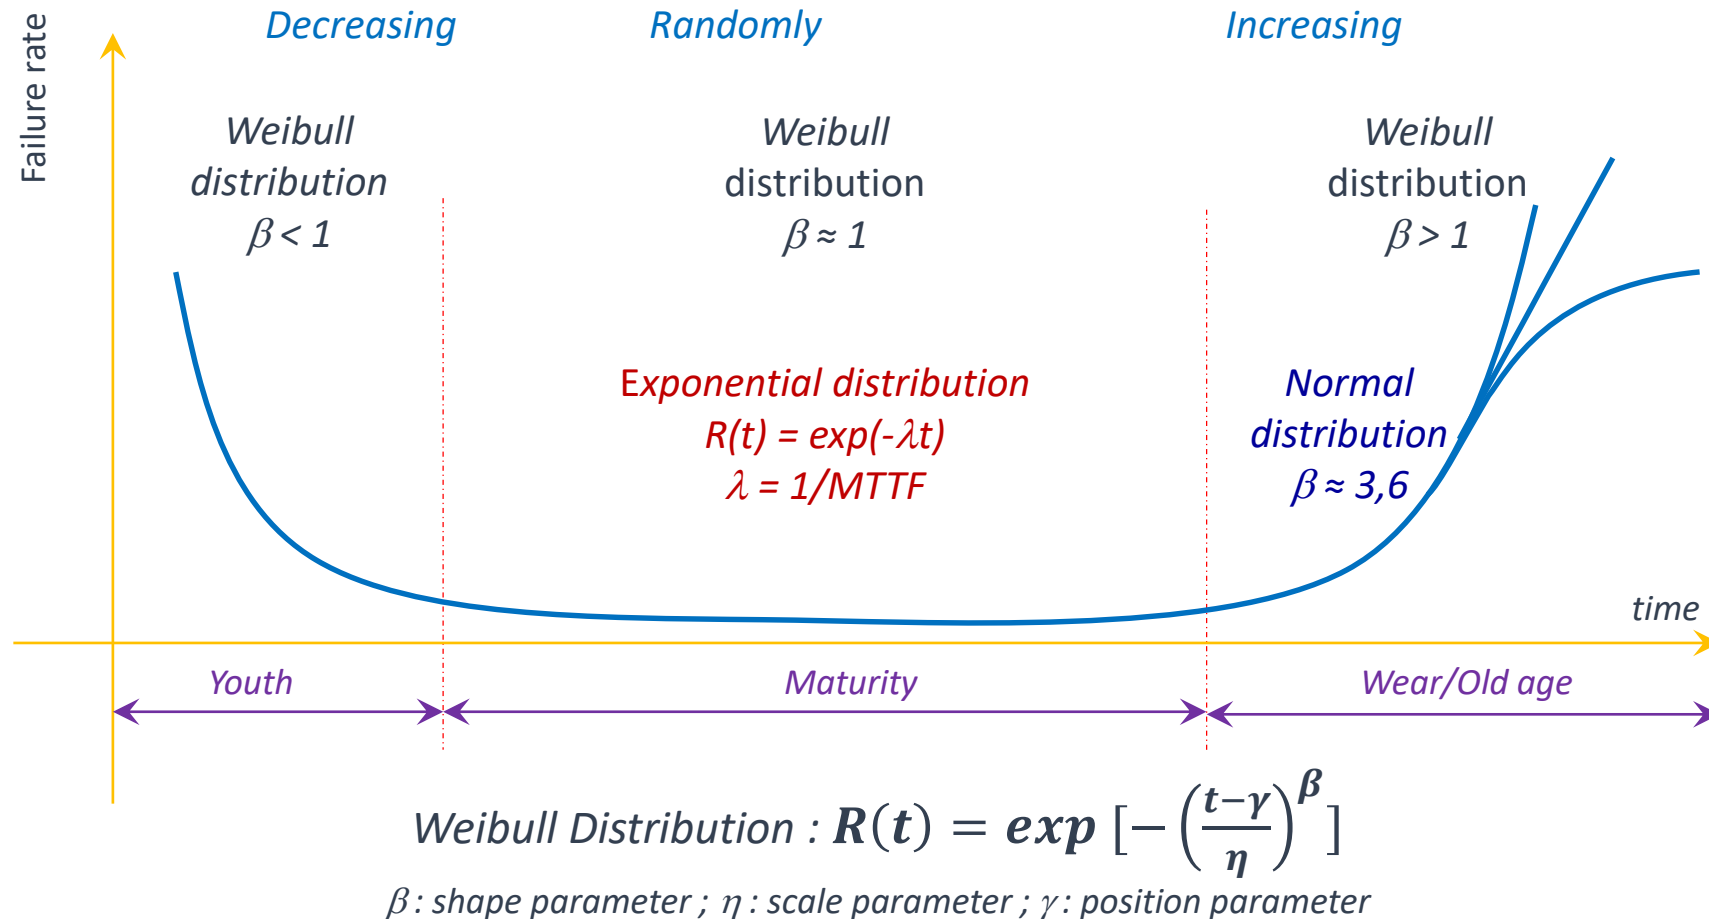 Failure rate
Decreasing
Randomly
Increasing
Weibull
distribution
β < 1
Weibull
distribution
β ≈ 1
Weibull
distribution
β > 1
Exponential distribution
R(t) = exp(-λt)
λ = 1/MTTF
Normal
distribution
β ≈ 3,6
time
Youth
Maturity
Wear/Old age
Weibull Distribution : R(t) = exp [−((t−γ)/η)^β]
β : shape parameter ; η : scale parameter ; γ : position parameter